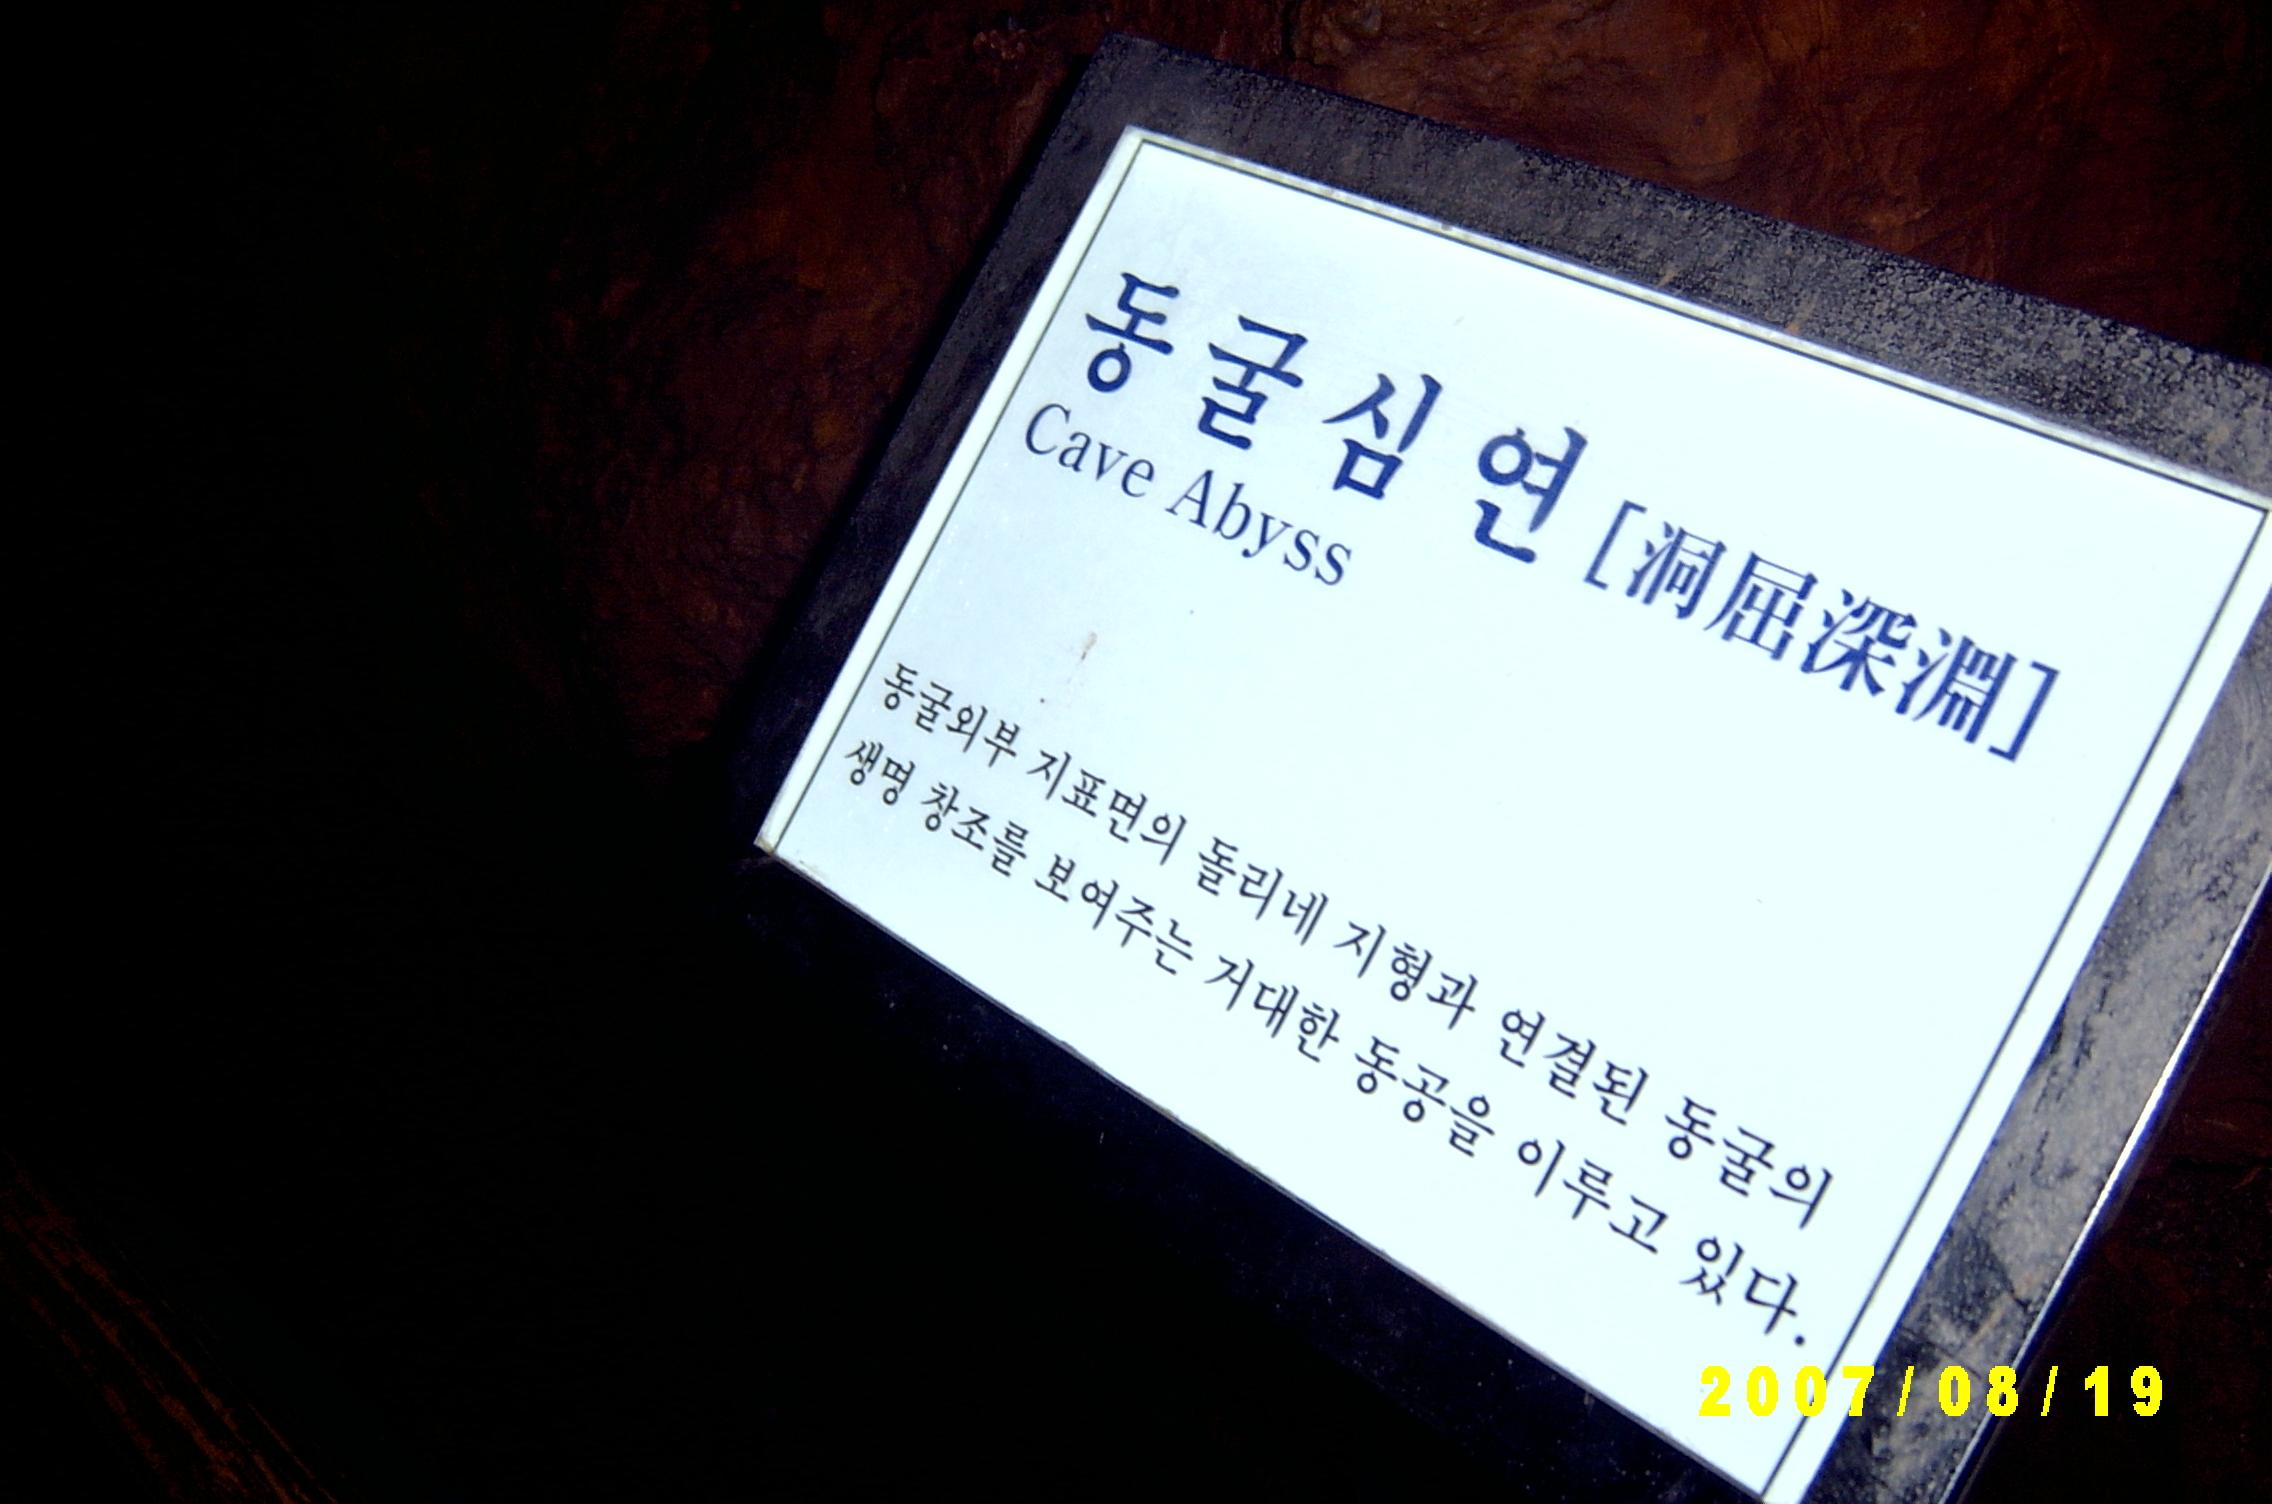 동굴심연 [洞屈深淵]
Cave Abyss
동굴외부 지표면의 돌리네 지형과 연결된 동굴의
생명 창조를 보여주는 거대한 동공을 이루고 있다.
2007/08/19